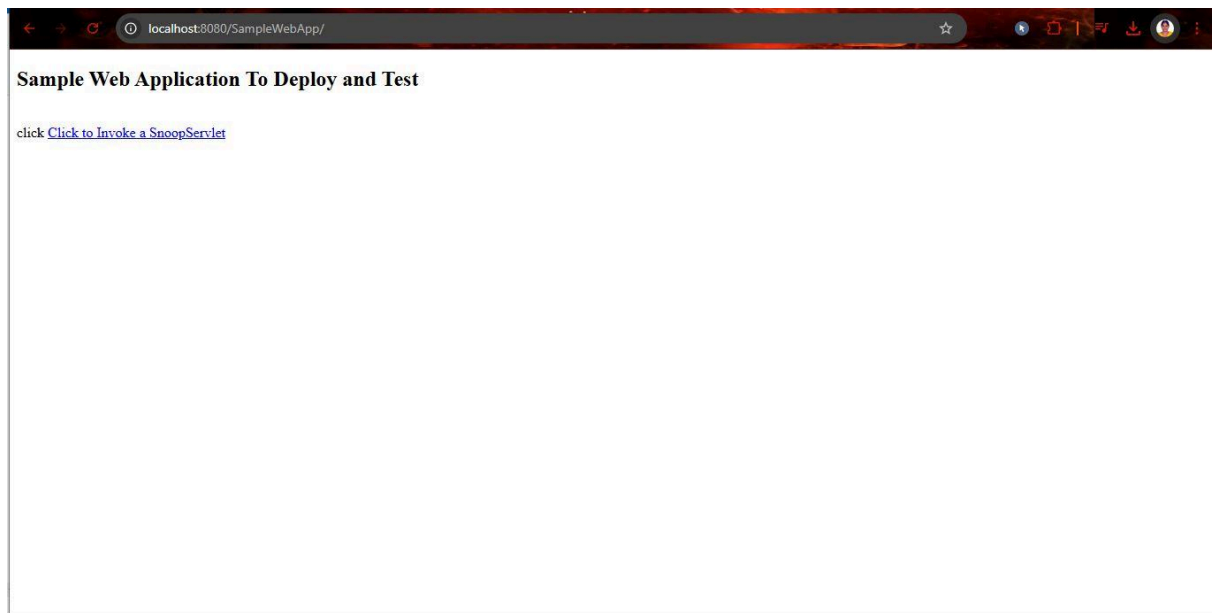 localhost:8080/SampleWebApp/
Sample Web Application To Deploy and Test
click Click to Invoke a SnoopServlet